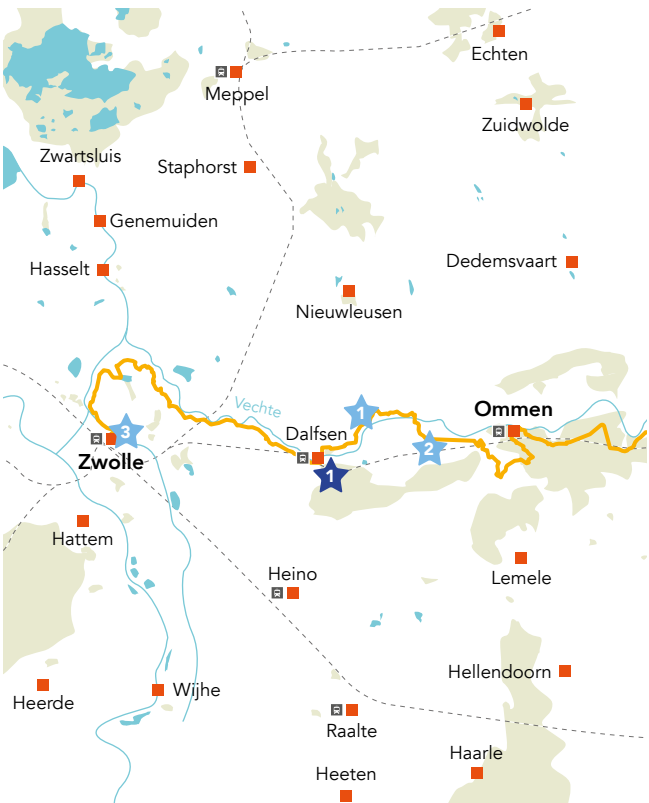 Echten
Meppel
Zuidwolde
Zwartsluis
Staphorst
Genemuiden
Hasselt
Dedemsvaart
Nieuwleusen
Vechte
1
Ommen
3
Dalfsen
2
Zwolle
1
Hattem
Heino
Lemele
Hellendoorn
Wijhe
Heerde
Raalte
Haarle
Heeten